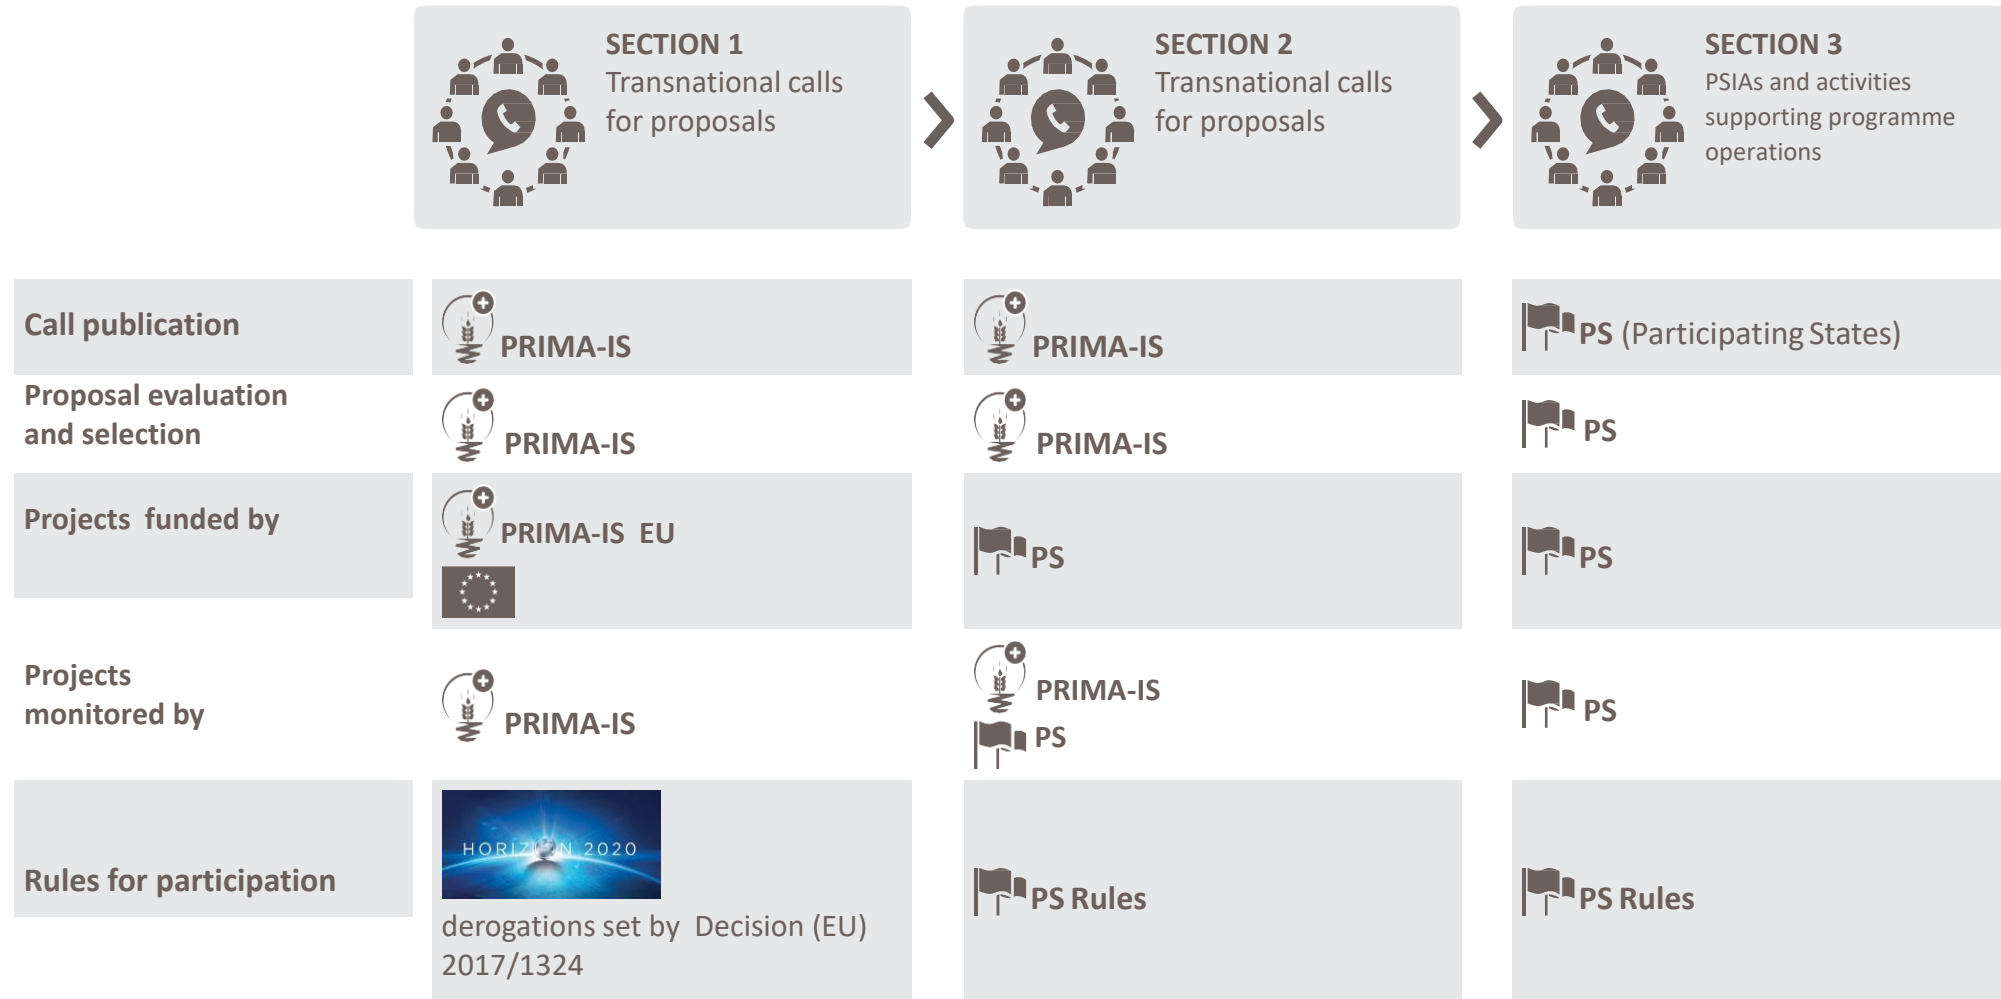 SECTION 1
Transnational calls
for proposals
SECTION 2
Transnational calls
for proposals
SECTION 3
PSIAs and activities
supporting programme
operations
Call publication
PRIMA-IS
PRIMA-IS
PS (Participating States)
Proposal evaluation
and selection
PRIMA-IS
PRIMA-IS
PS
Projects funded by
PRIMA-IS EU
PS
PS
Projects
monitored by
PRIMA-IS
PRIMA-IS
PS
PS
Rules for participation
HORIZON 2020
derogations set by Decision (EU)
2017/1324
PS Rules
PS Rules